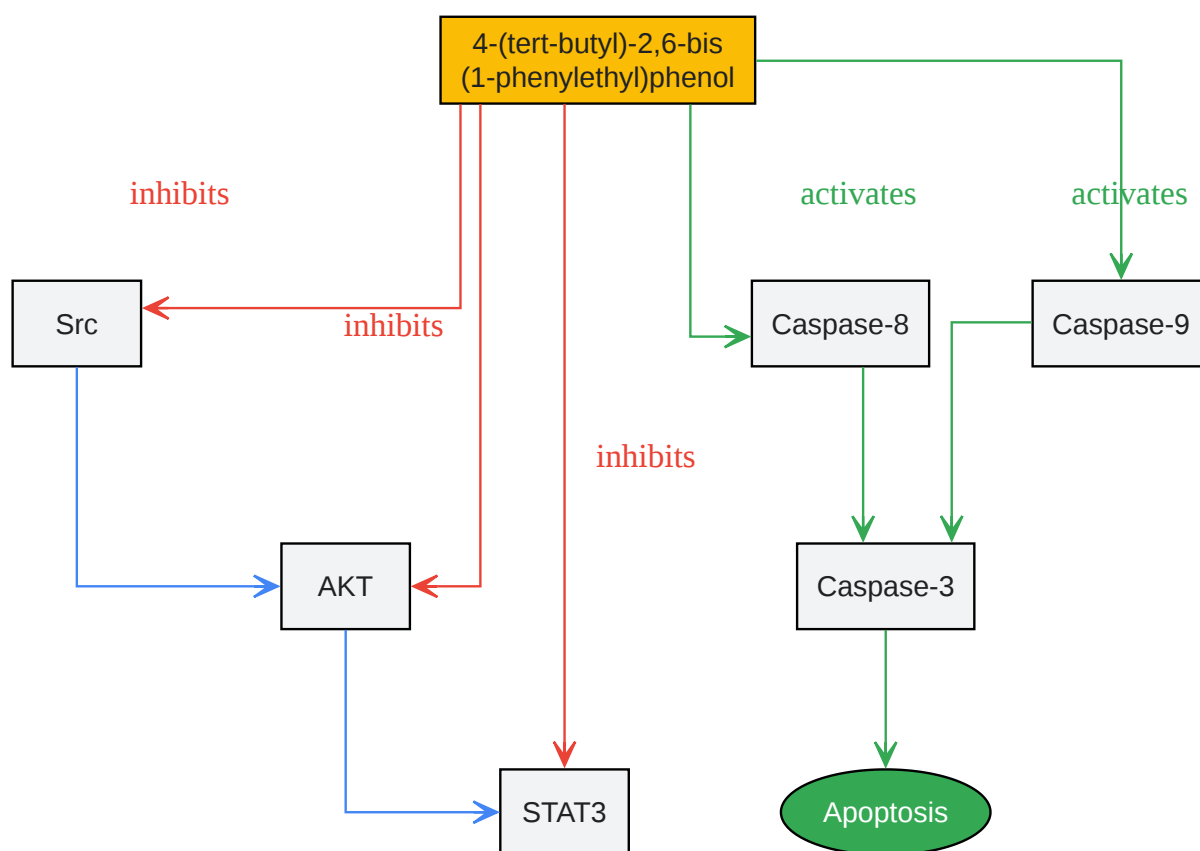 4-(tert-butyl)-2,6-bis
(1-phenylethyl)phenol
inhibits
activates
activates
Src
inhibits
Caspase-8
Caspase-9
inhibits
AKT
Caspase-3
STAT3
Apoptosis